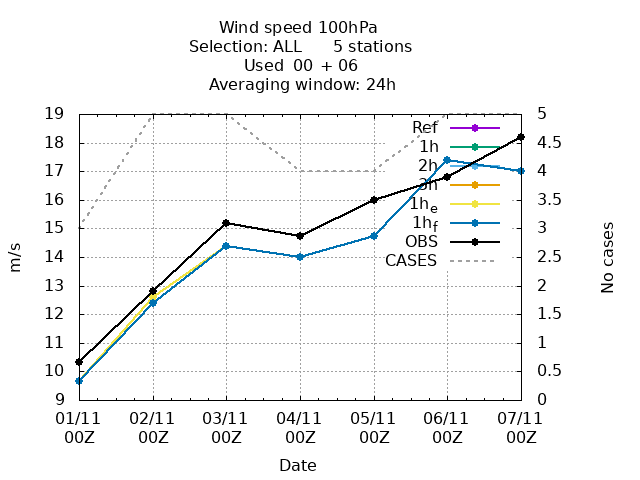 Wind speed 100hPa
Selection: ALL 5 stations
Used 00 + 06
Averaging window: 24h
19
18
17
16
15
14
13
12
11
10
9
m/s
5
4.5
4
3.5
3
2.5
2
1.5
1
0.5
0
No cases
Ref
1h
2h
3h
1he
1hf
OBS
CASES
01/11 02/11 03/11 04/11 05/11 06/11 07/11
00Z 00Z 00Z 00Z 00Z 00Z 00Z
Date